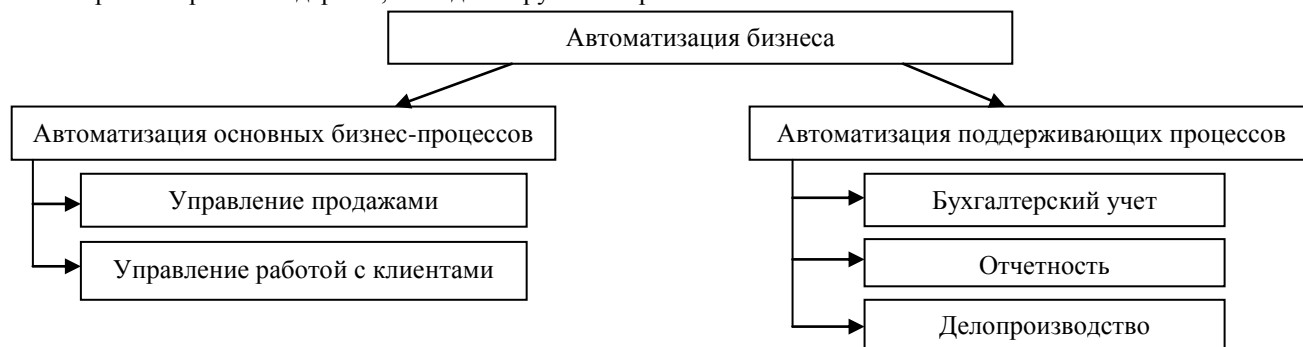 Автоматизация бизнеса
Автоматизация основных бизнес-процессов
Управление продажами
Управление работой с клиентами
Автоматизация поддерживающих процессов
Бухгалтерский учет
Отчетность
Делопроизводство